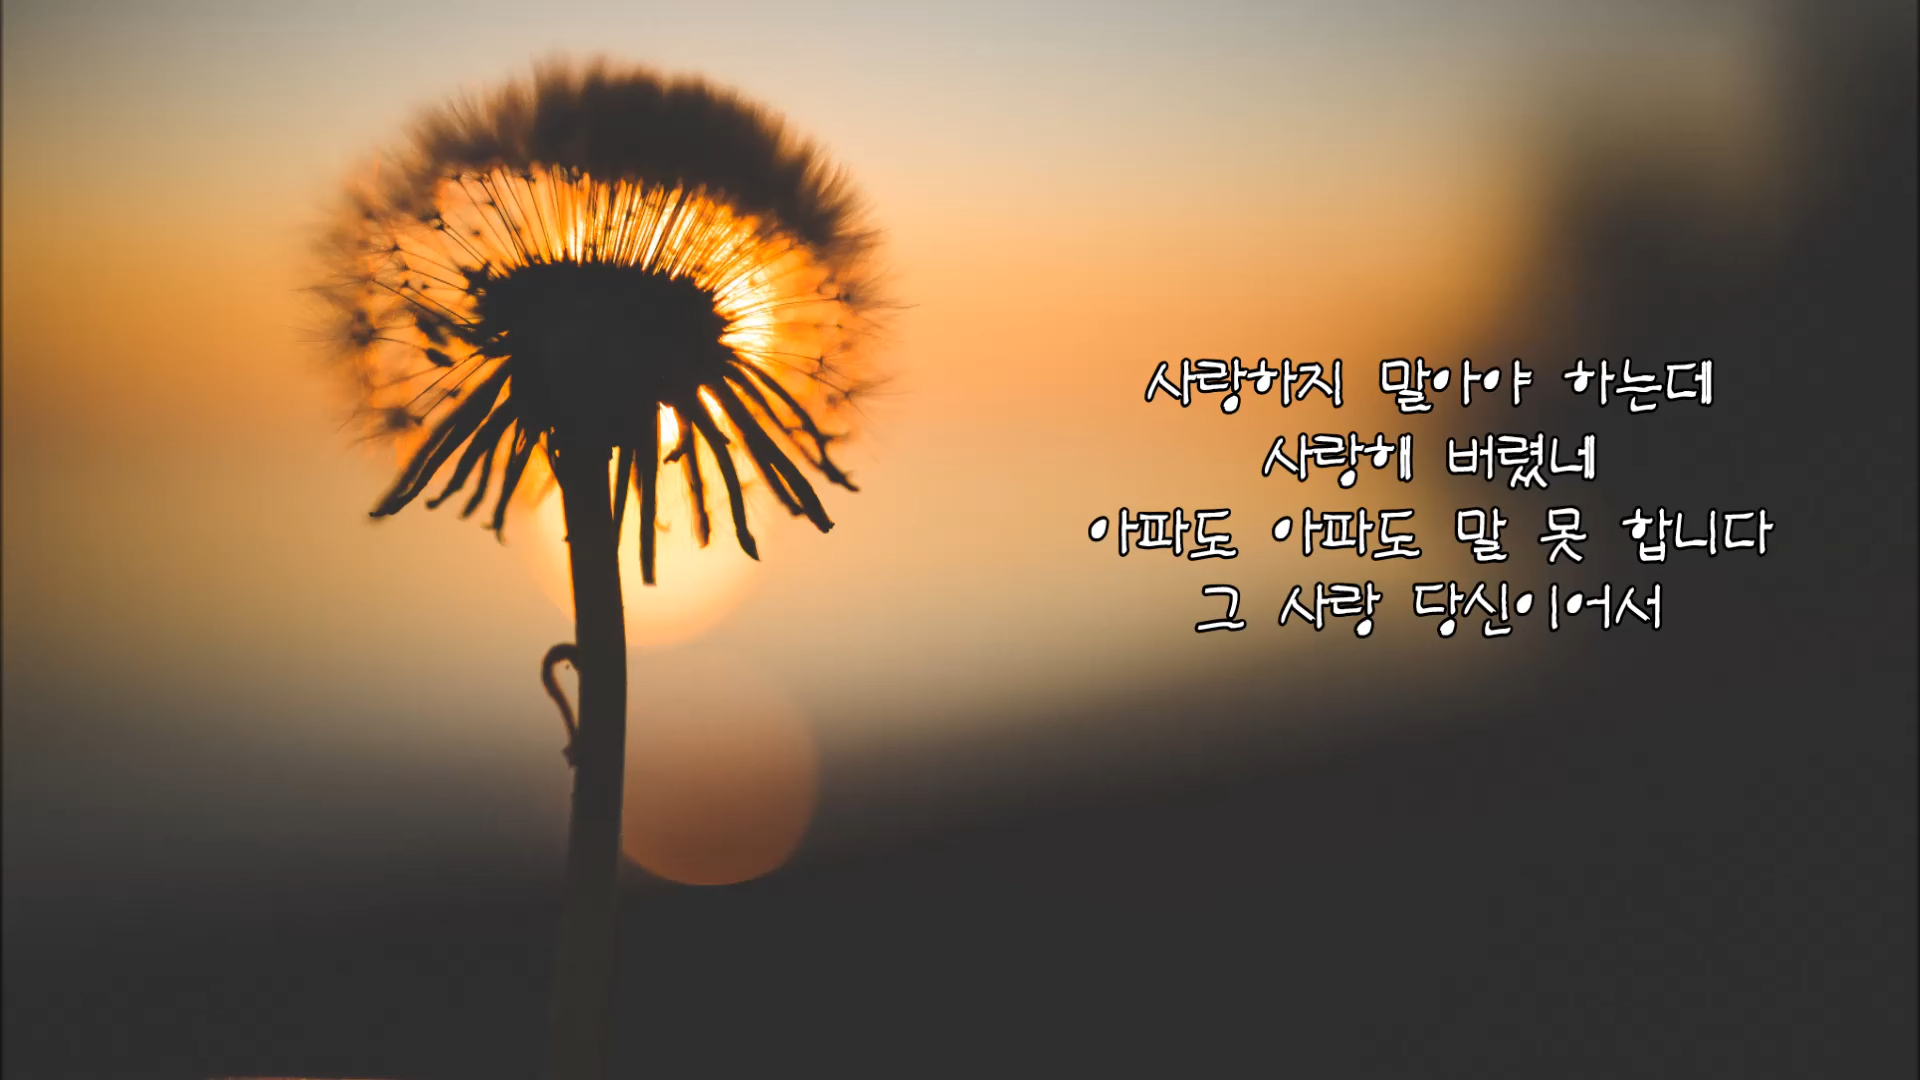 사랑하지 말아야 하는데
사랑해 버렸네
아파도 아파도 말 못 합니다
그 사랑 당신이어서